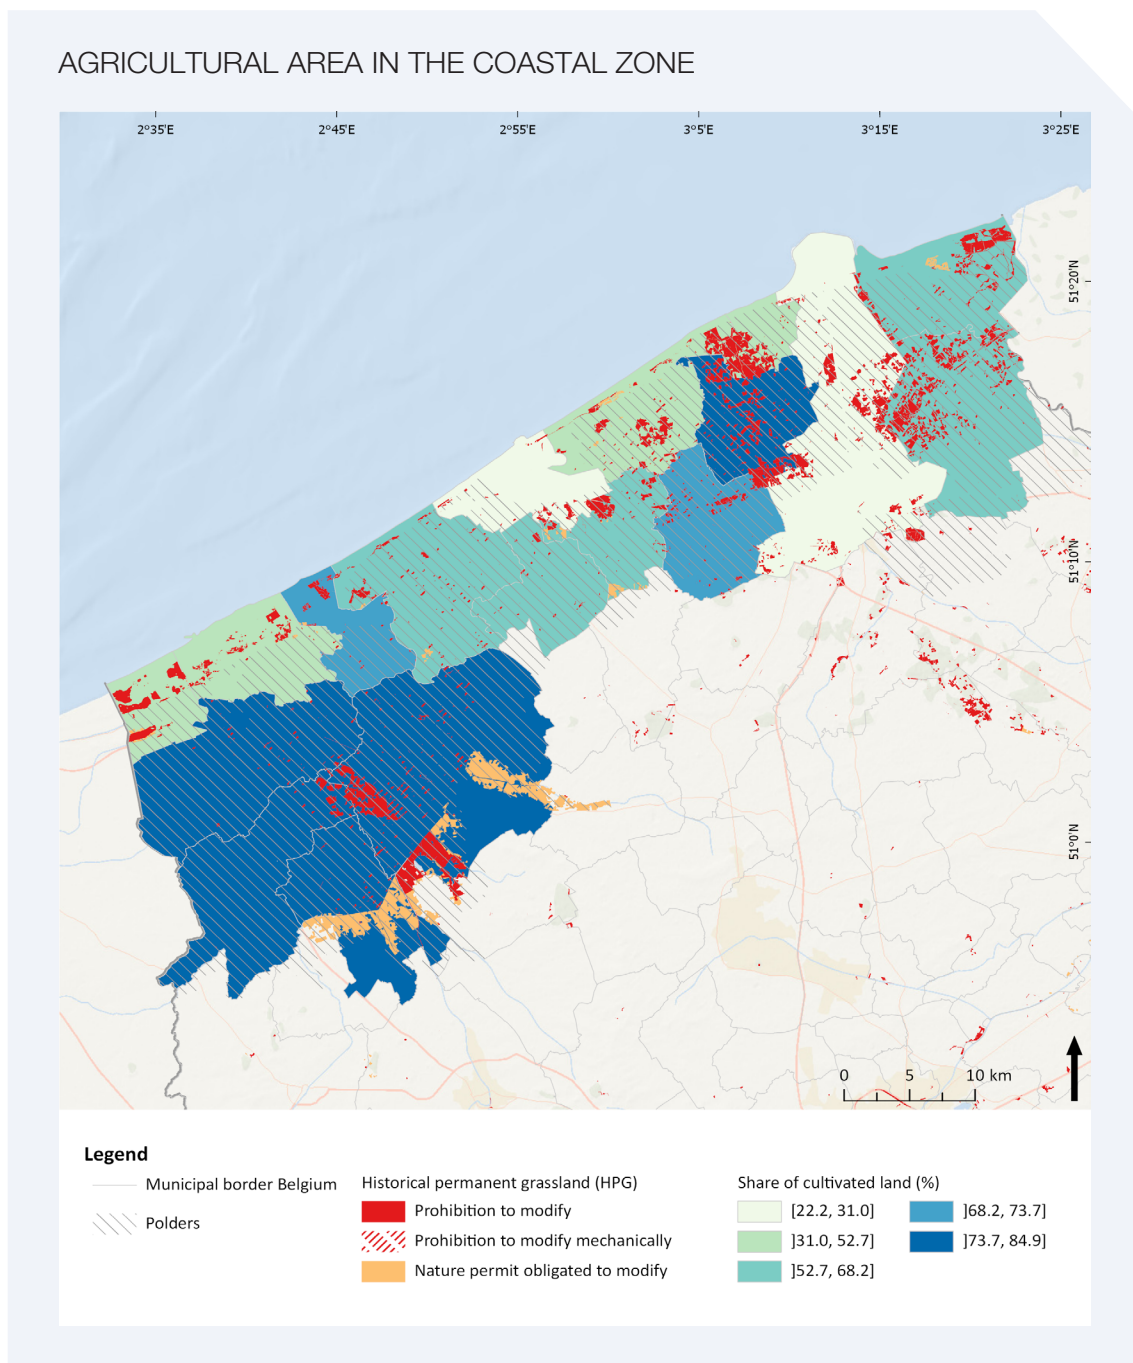 AGRICULTURAL AREA IN THE COASTAL ZONE
2°35'E 2°45'E 2°55'E 3°5'E 3°15'E 3°25'E
51°20'N
51°10'N
51°0'N
0 5 10 km
Legend
Municipal border Belgium
Polders
Historical permanent grassland (HPG)
Prohibition to modify
Prohibition to modify mechanically
Nature permit obligated to modify
Share of cultivated land (%)
[22.2, 31.0]
]31.0, 52.7]
]52.7, 68.2]
]68.2, 73.7]
]73.7, 84.9]